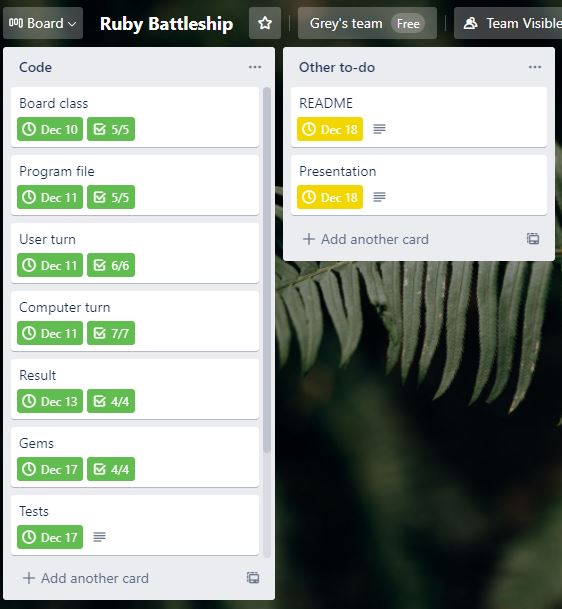 Board
Ruby Battleship
Grey's team Free
Team Visible
Code
Board class
Dec 10 5/5
Program file
Dec 11 5/5
User turn
Dec 11 6/6
Computer turn
Dec 11 7/7
Result
Dec 13 4/4
Gems
Dec 17 4/4
Tests
Dec 17
Add another card
Other to-do
README
Dec 18
Presentation
Dec 18
Add another card